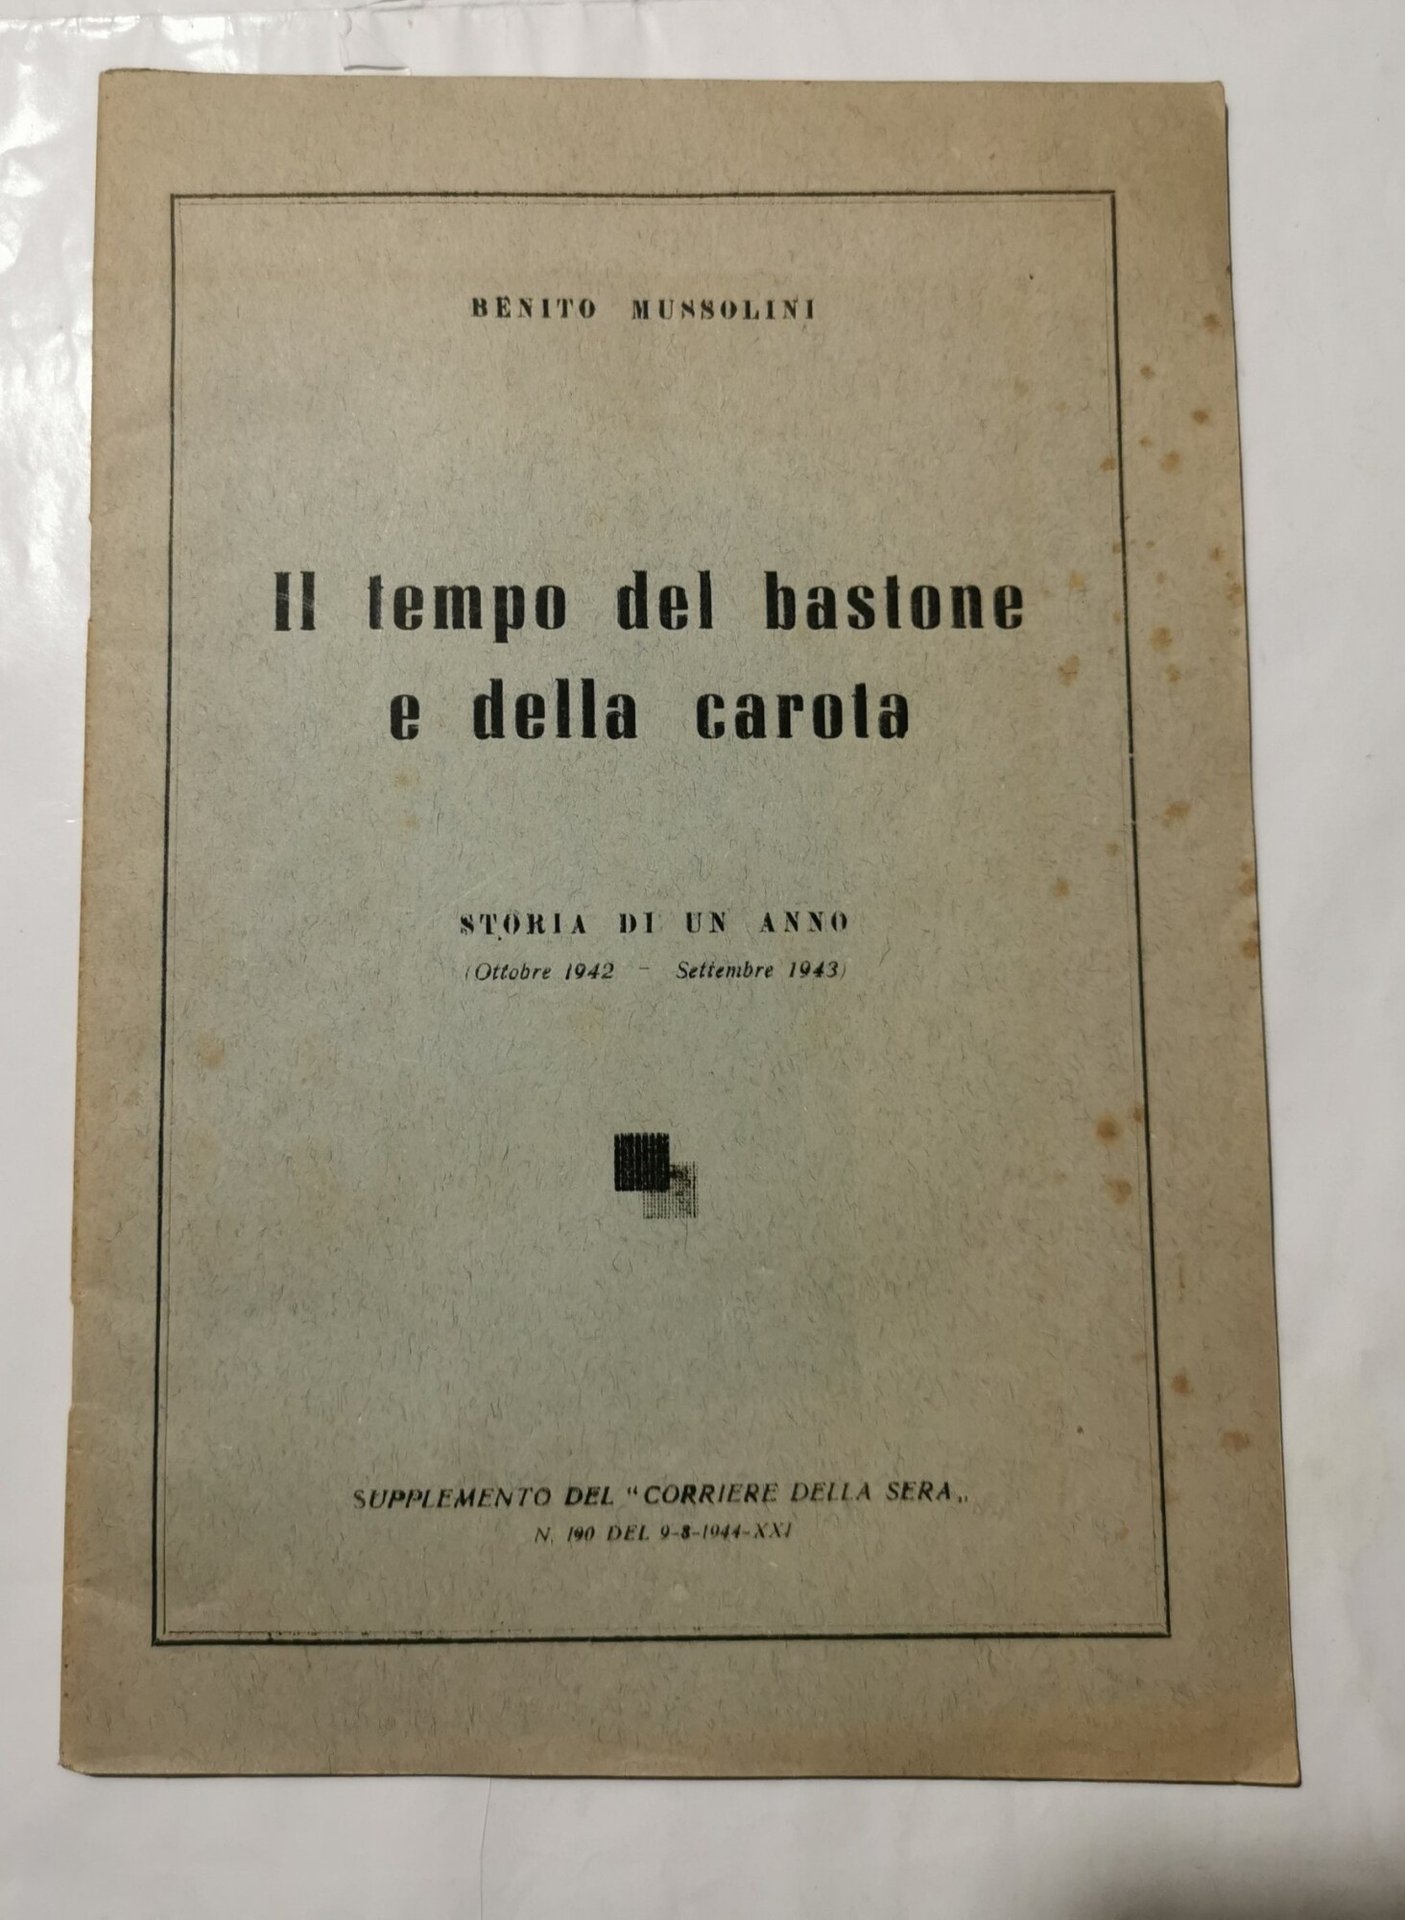 BENITO MUSSOLINI
Il tempo del bastone
e della carota
STORIA DI UN ANNO
(Ottobre 1942 - Settembre 1943)
SUPPLEMENTO DEL "CORRIERE DELLA SERA„
N. 190 DEL 9-8-1944-XXI